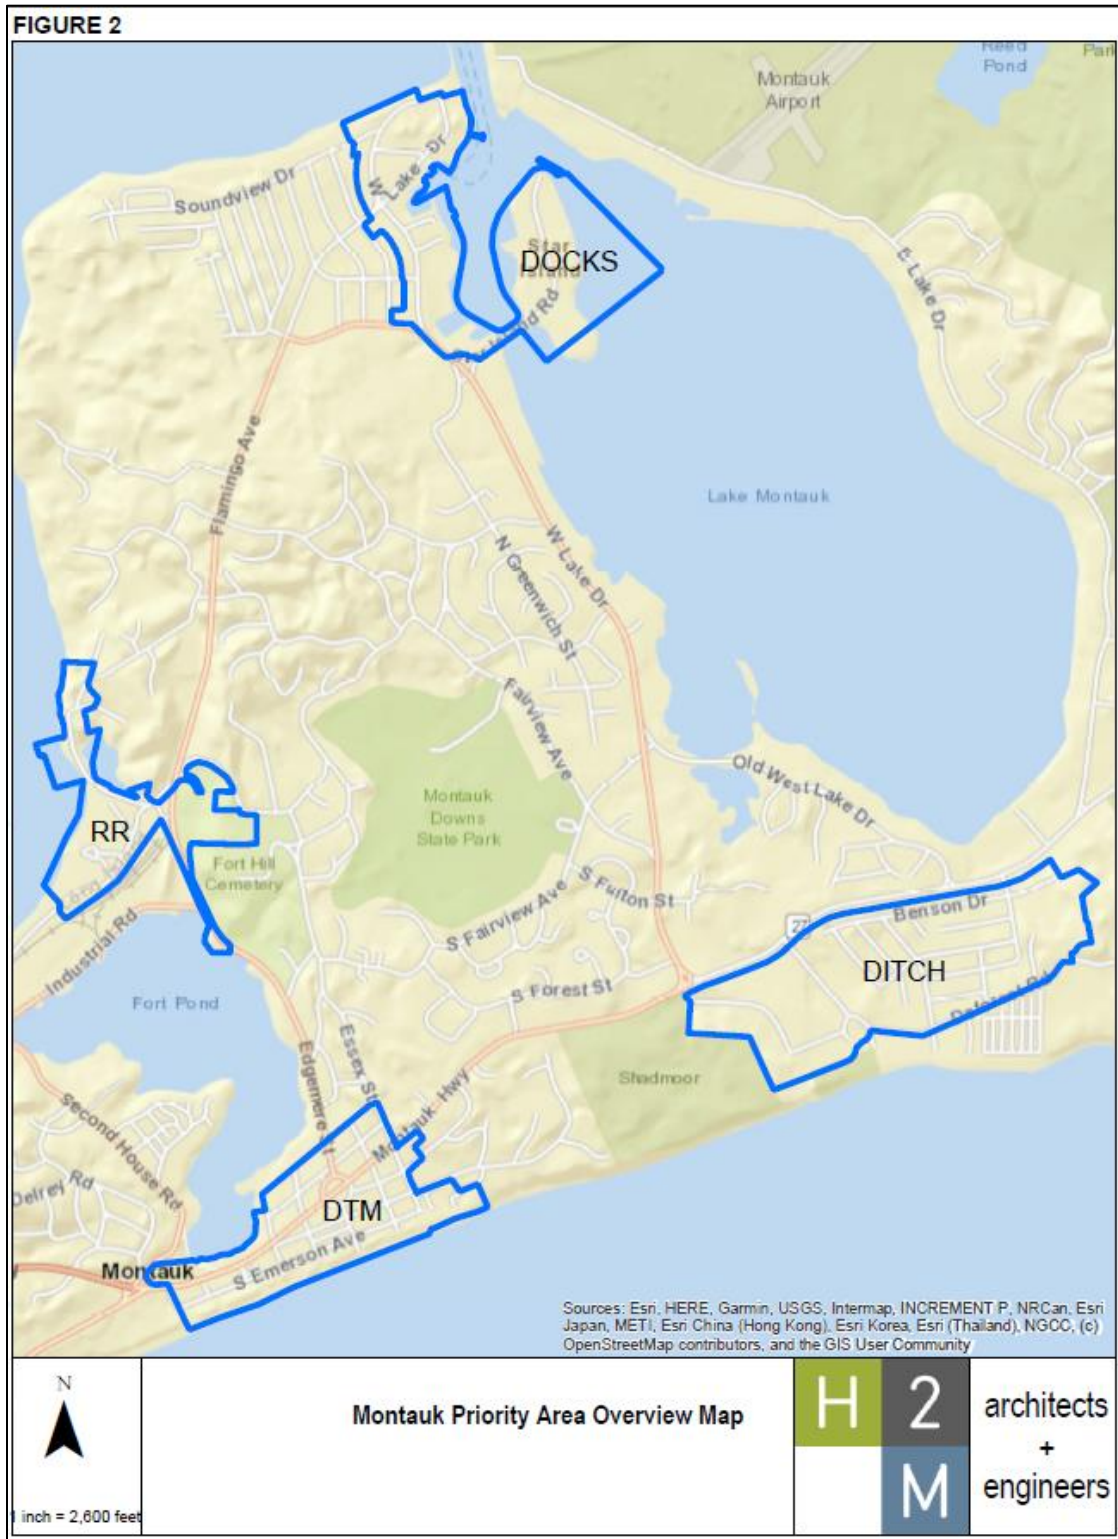 FIGURE 2
Reed
Pond
Park
Montauk
Airport
Soundview Dr
W Lake Dr
Star
Island
DOCKS
E Lake Dr
Star Island Rd
Flamingo Ave
Lake Montauk
N Greenwich St
W Lake Dr
Fairview Ave
Old West Lake Dr
Montauk
Downs
State Park
RR
Fort Hill
Cemetery
S Fulton St
S Fairview Ave
Benson Dr
27
Industrial Rd
DITCH
S Forest St
Fort Pond
Deforest Rd
Essex St
Edgemere St
Shadmoor
Montauk Hwy
Second House Rd
Delrey Rd
DTM
S Emerson Ave
Montauk
Sources: Esri, HERE, Garmin, USGS, Intermap, INCREMENT P, NRCan, Esri
Japan, METI, Esri China (Hong Kong), Esri Korea, Esri (Thailand), NGCC, (c)
OpenStreetMap contributors, and the GIS User Community
N
1 inch = 2,600 feet
Montauk Priority Area Overview Map
H 2
M
architects
+
engineers